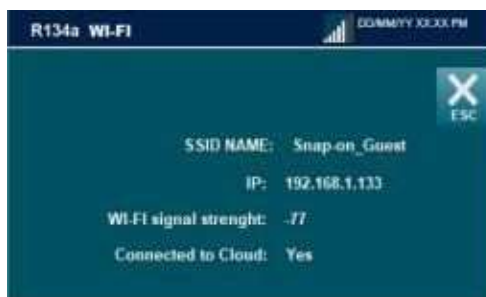 R134a WI-FI
DD/MM/YY XX:XX PM
ESC
SSID NAME: Snap-on_Guest
IP: 192.168.1.133
WI-FI signal strenght: -77
Connected to Cloud: Yes